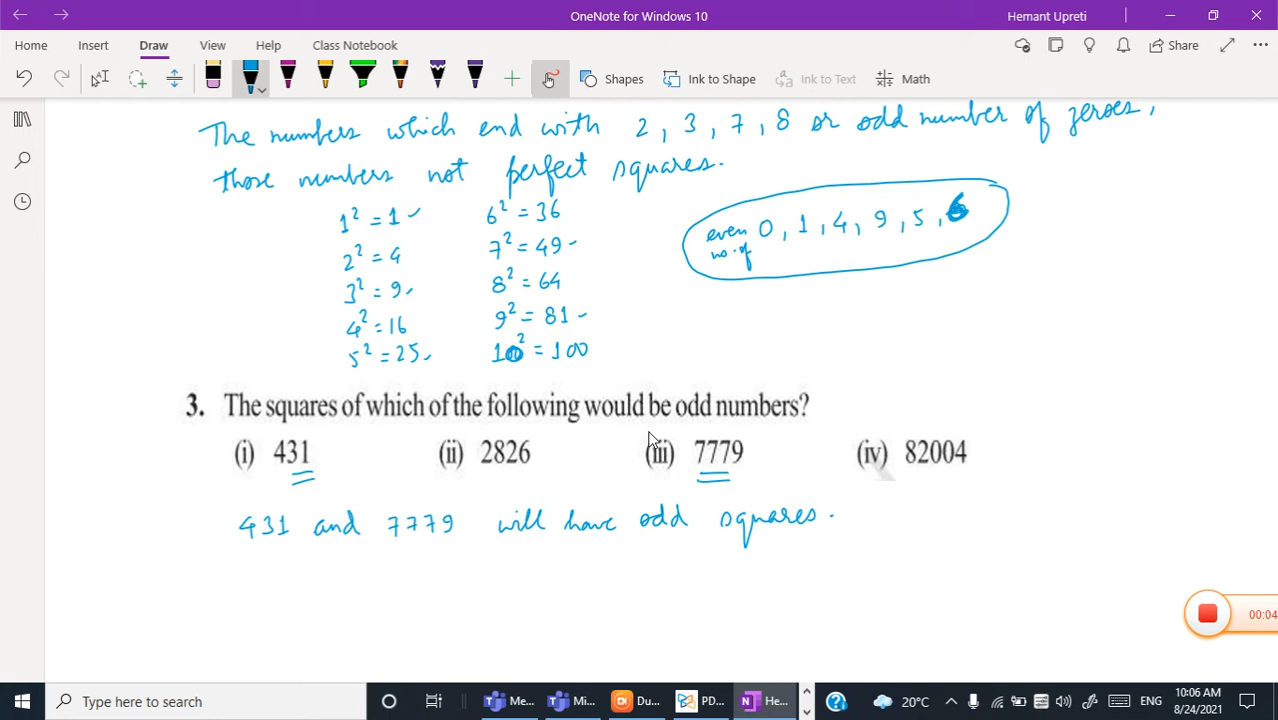 OneNote for Windows 10
Hemant Upreti
Home Insert Draw View Help Class Notebook
Share
Shapes Ink to Shape Ink to Text Math
The numbers which end with 2, 3, 7, 8 or odd number of zeroes,
those numbers not perfect squares.
1² = 1 6² = 36
even no. of 0, 1, 4, 9, 5, 6
2² = 4 7² = 49
3² = 9 8² = 64
4² = 16 9² = 81
5² = 25 10² = 100
3. The squares of which of the following would be odd numbers?
(i) 431 (ii) 2826 (iii) 7779 (iv) 82004
431 and 7779 will have odd squares.
00:04
Type here to search
Me... Mi... Du... PD... He...
20°C
ENG
10:06 AM
8/24/2021